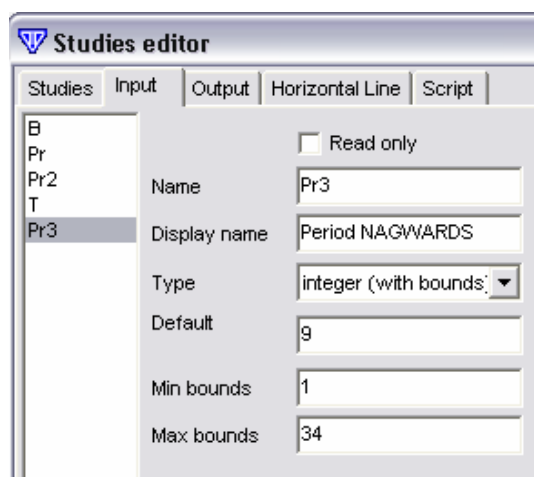 Studies editor
Studies Input Output Horizontal Line Script
B
Pr
Pr2
T
Pr3
Read only
Name Pr3
Display name Period NAGWARDS
Type integer (with bounds)
Default 9
Min bounds 1
Max bounds 34